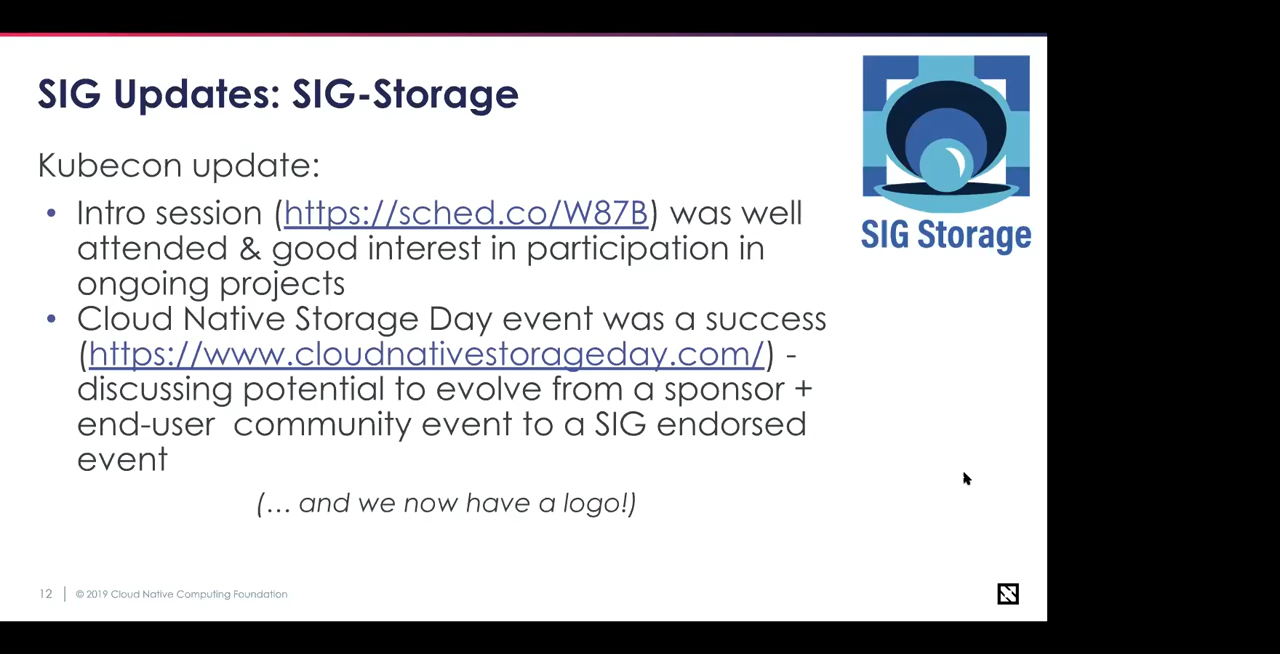 SIG Updates: SIG-Storage
Kubecon update:
• Intro session (https://sched.co/W87B) was well
attended & good interest in participation in
ongoing projects
• Cloud Native Storage Day event was a success
(https://www.cloudnativestorageday.com/) -
discussing potential to evolve from a sponsor +
end-user  community event to a SIG endorsed
event
(... and we now have a logo!)
SIG Storage
12 | © 2019 Cloud Native Computing Foundation